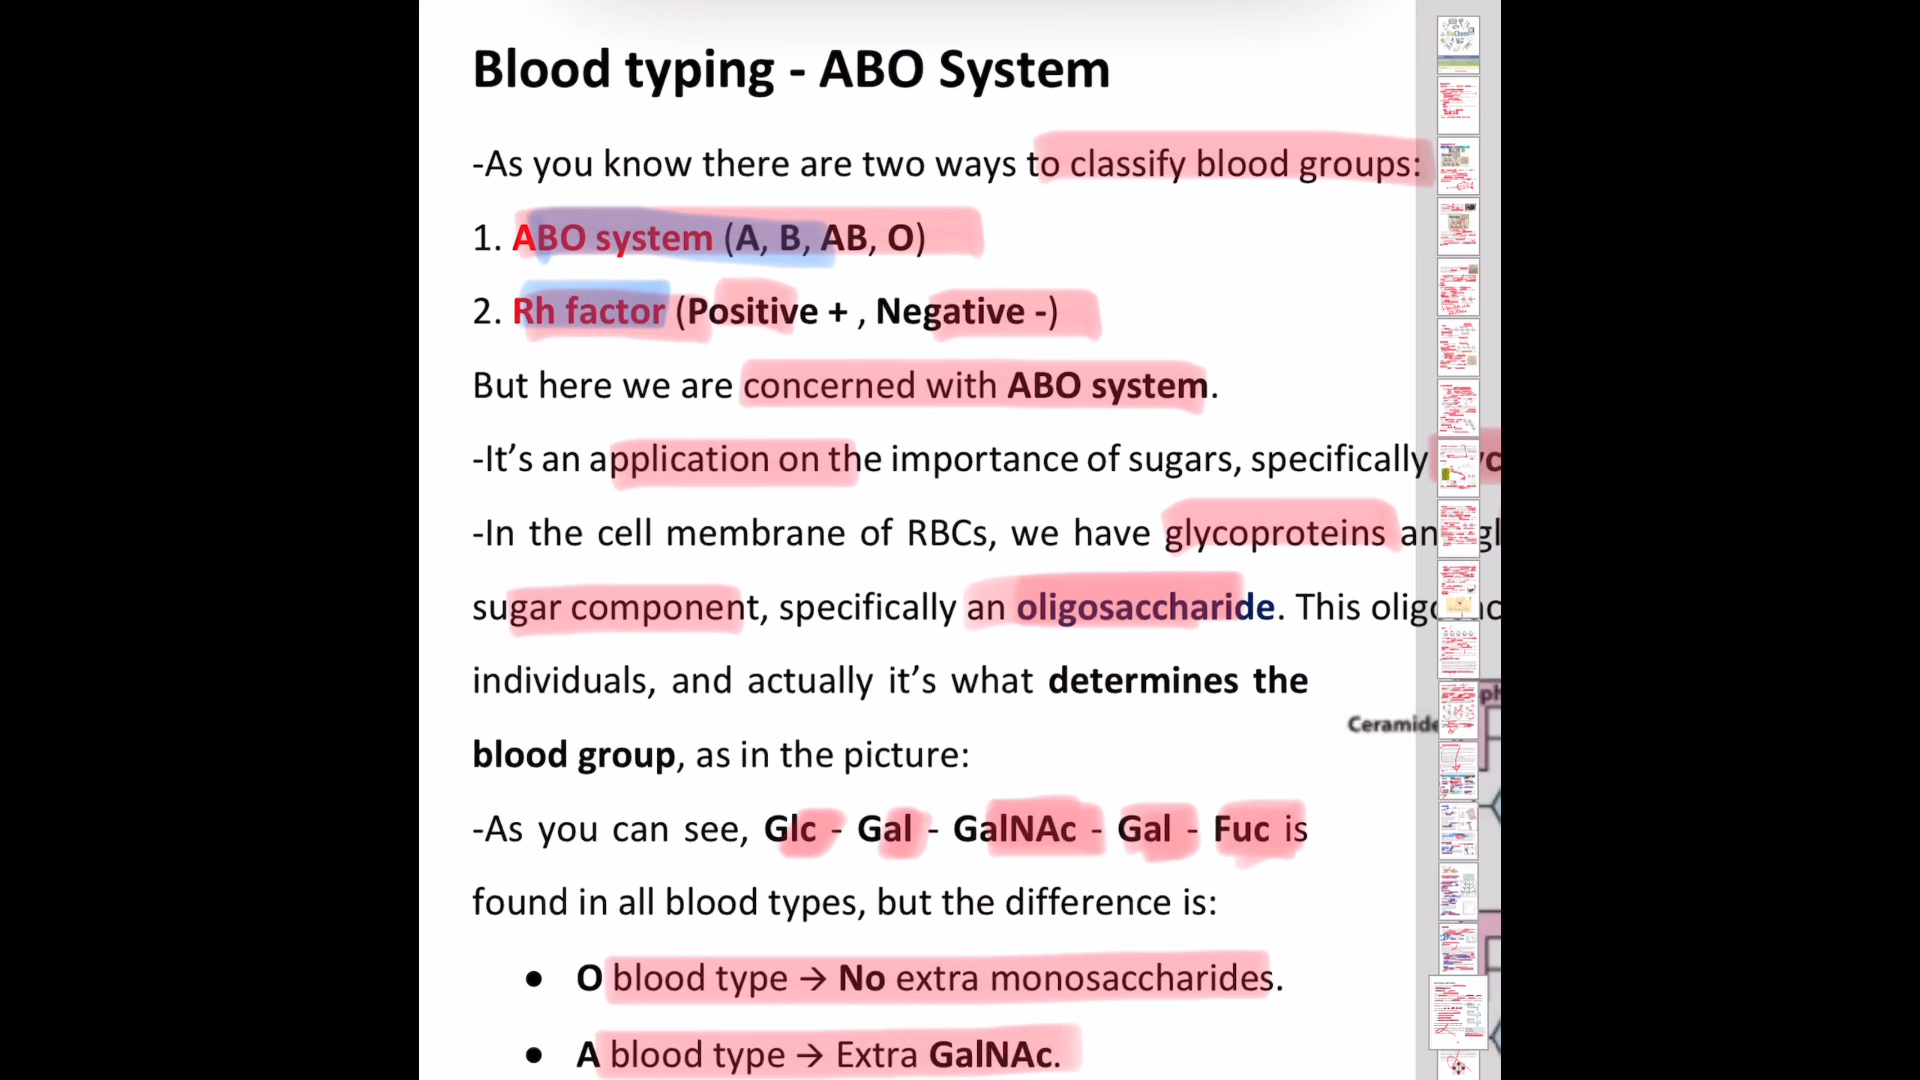 Blood typing - ABO System
-As you know there are two ways to classify blood groups:
1. ABO system (A, B, AB, O)
2. Rh factor (Positive + , Negative -)
But here we are concerned with ABO system.
-It’s an application on the importance of sugars, specifically
-In the cell membrane of RBCs, we have glycoproteins an
sugar component, specifically an oligosaccharide. This olig
individuals, and actually it’s what determines the
Ceramide
blood group, as in the picture:
-As you can see, Glc - Gal - GalNAc - Gal - Fuc is
found in all blood types, but the difference is:
• O blood type → No extra monosaccharides.
• A blood type → Extra GalNAc.